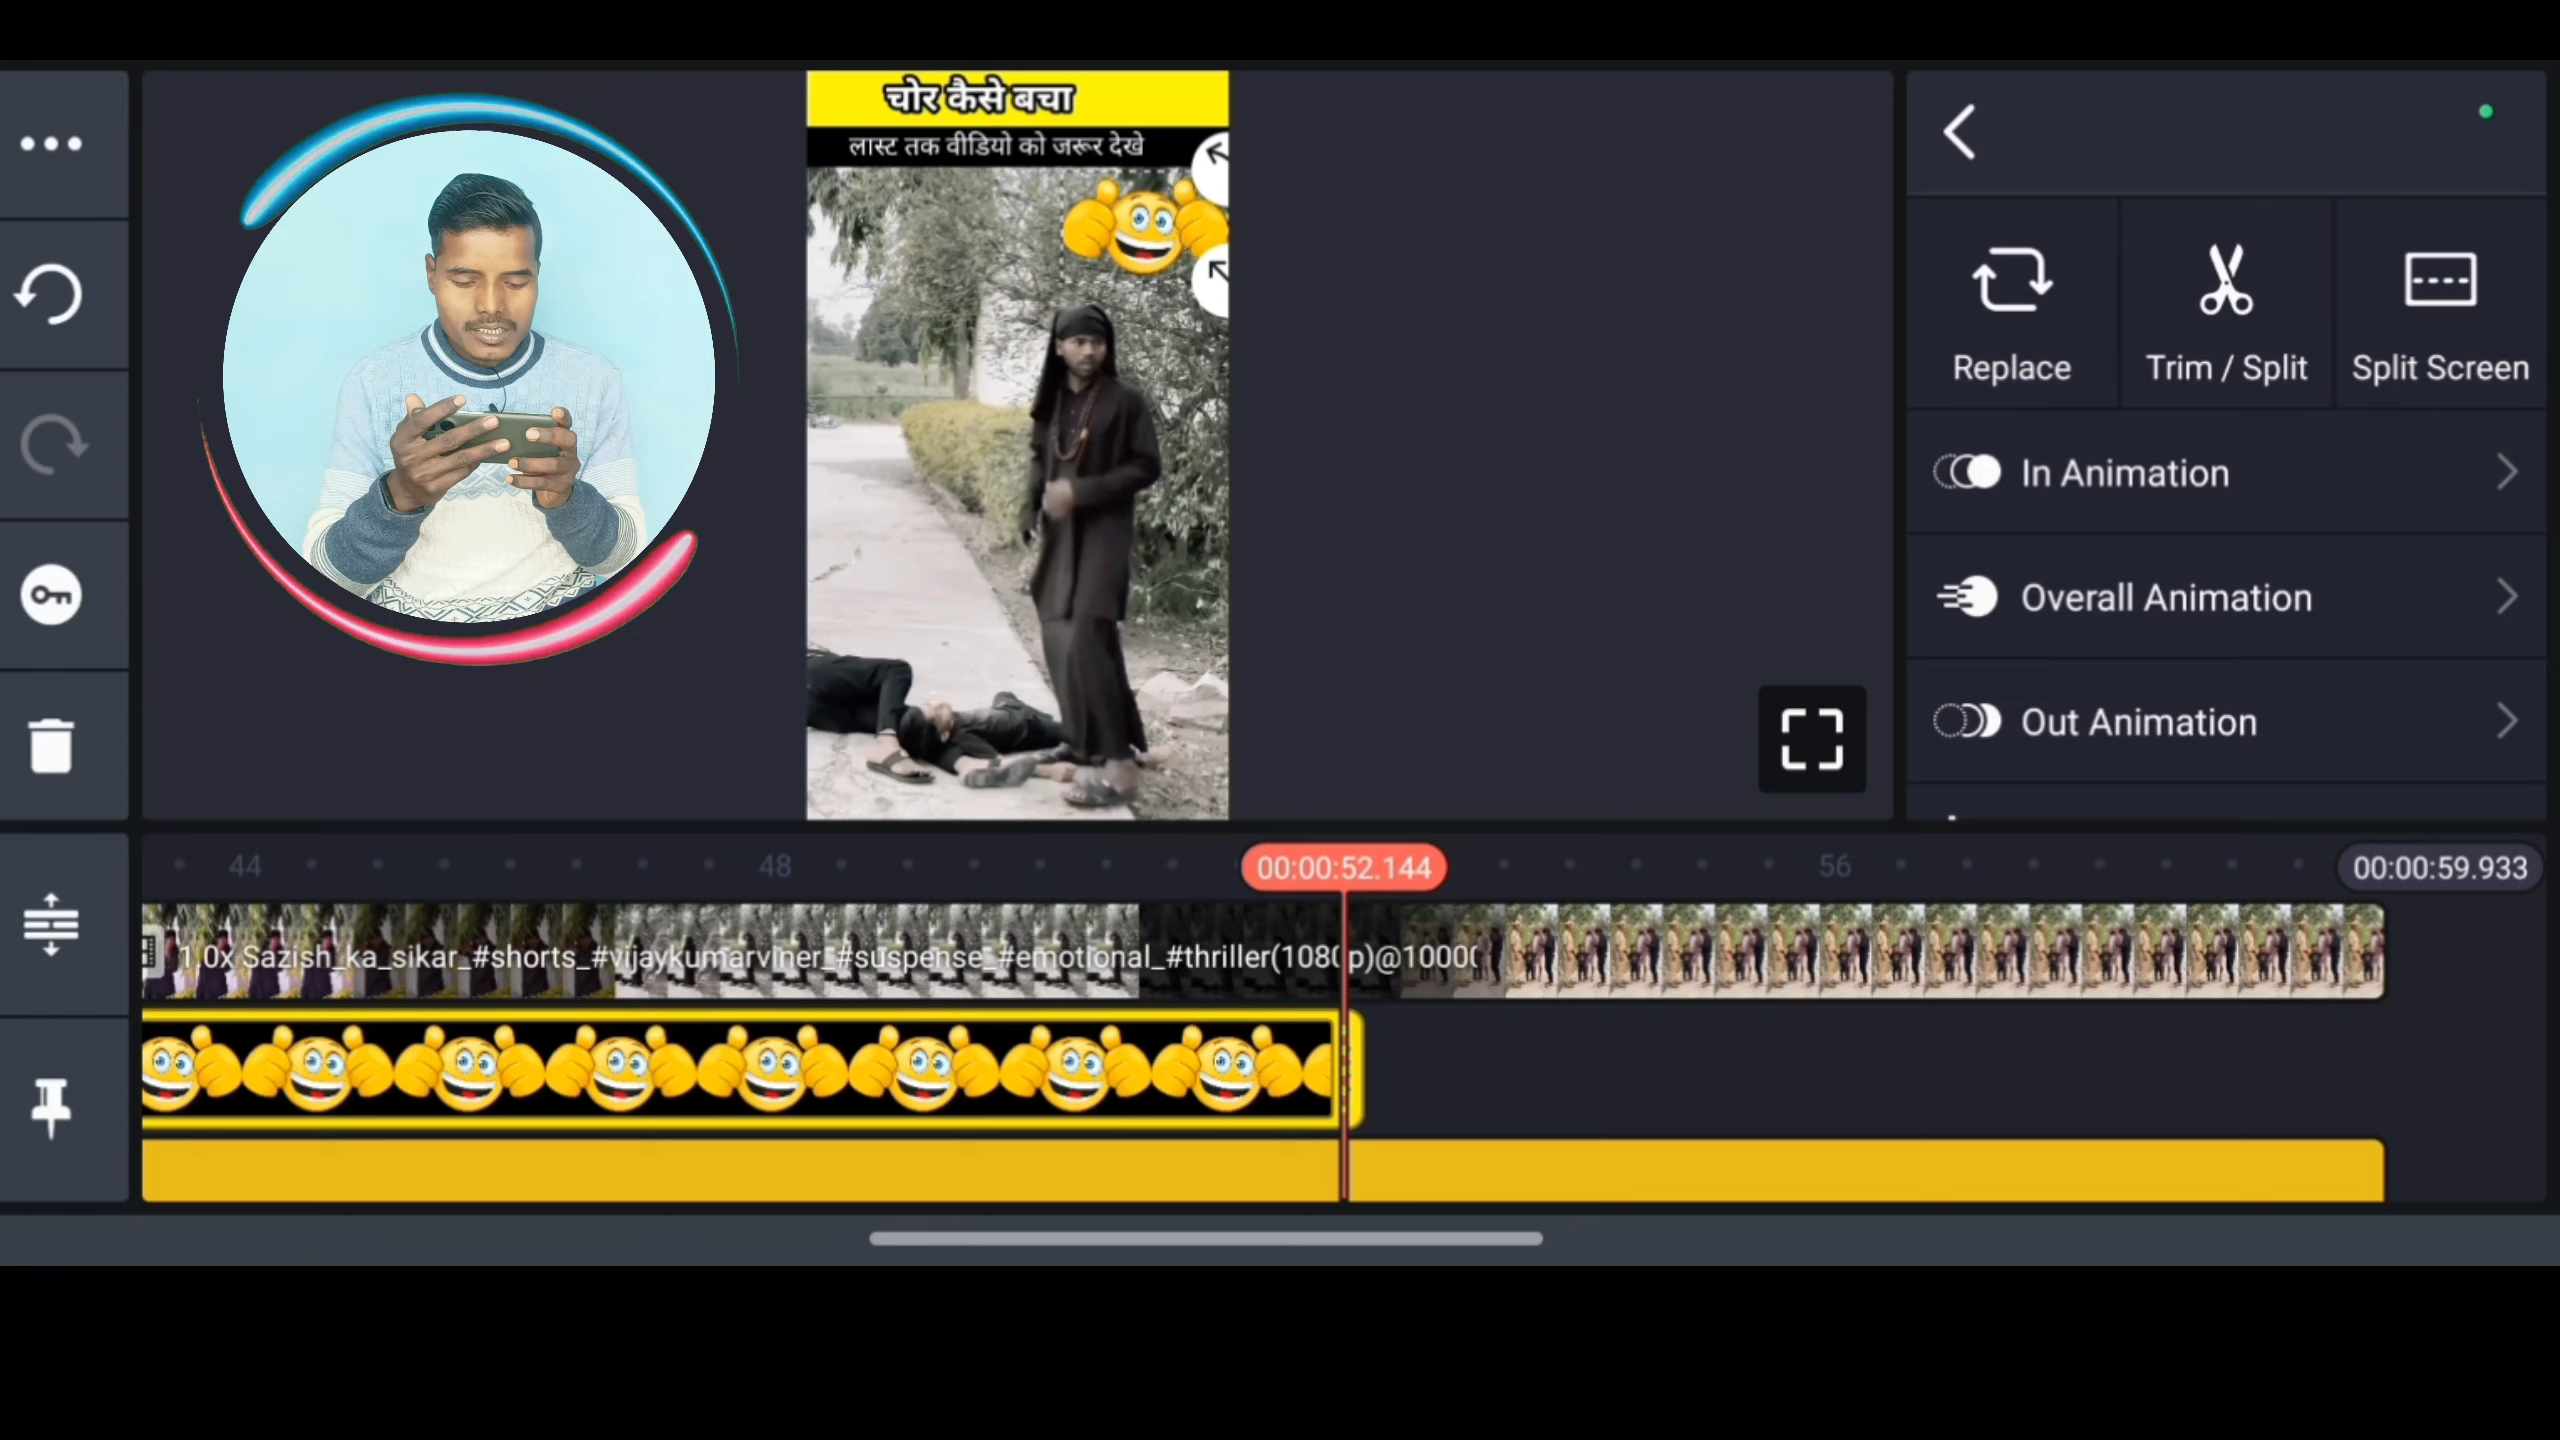 चोर कैसे बचा
लास्ट तक वीडियो को जरूर देखे
Replace
Trim / Split
Split Screen
In Animation
Overall Animation
Out Animation
44
48
00:00:52.144
56
00:00:59.933
1.0x Sazish_ka_sikar_#shorts_#vijaykumarviner_#suspense_#emotional_#thriller(1080p)@1000